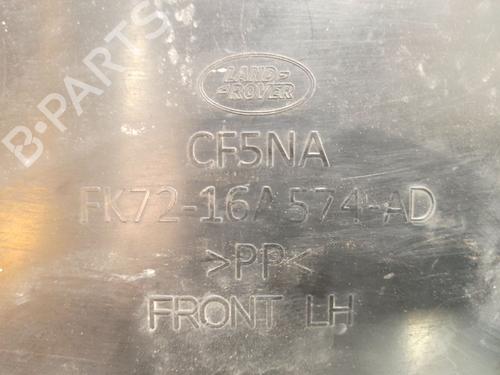 B-PARTS
LAND-
-ROVER
CF5NA
FK72-16A574-AD
>PP<
FRONT LH